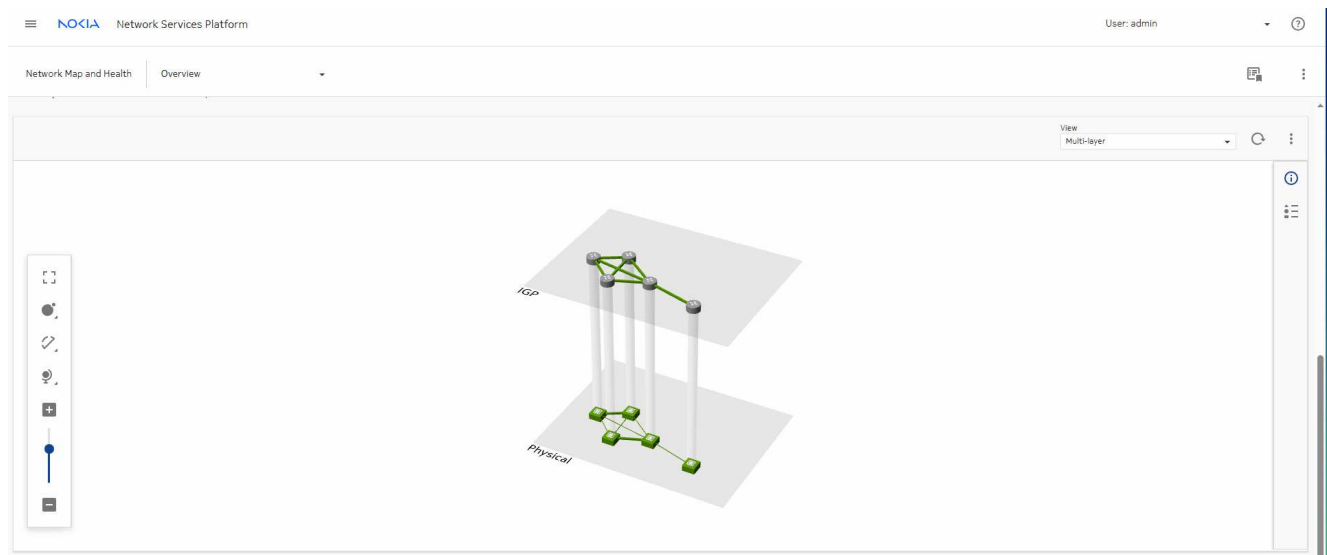 NOKIA Network Services Platform
User: admin
Network Map and Health
Overview
View
Multi-layer
IGP
Physical